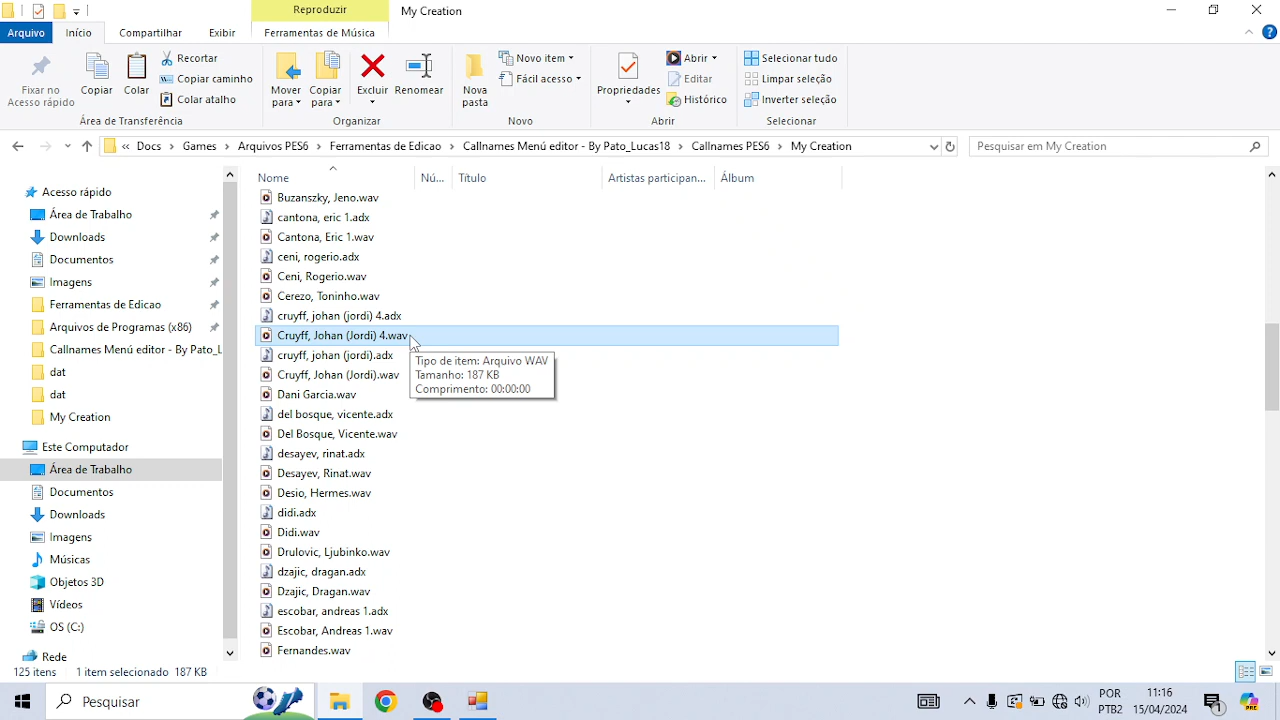 Reproduzir
My Creation
Arquivo
Início
Compartilhar
Exibir
Ferramentas de Música
Fixar no
Acesso rápido
Copiar
Colar
Recortar
Copiar caminho
Colar atalho
Área de Transferência
Mover
para
Copiar
para
Excluir
Renomear
Organizar
Nova
pasta
Novo item
Fácil acesso
Novo
Propriedades
Abrir
Editar
Histórico
Abrir
Selecionar tudo
Limpar seleção
Inverter seleção
Selecionar
« Docs > Games > Arquivos PES6 > Ferramentas de Edicao > Callnames Menú editor - By Pato_Lucas18 > Callnames PES6 > My Creation
Pesquisar em My Creation
Nome
Nú...
Título
Artistas participan...
Álbum
Acesso rápido
Área de Trabalho
Downloads
Documentos
Imagens
Ferramentas de Edicao
Arquivos de Programas (x86)
Callnames Menú editor - By Pato_L
dat
dat
My Creation
Este Computador
Área de Trabalho
Documentos
Downloads
Imagens
Músicas
Objetos 3D
Vídeos
OS (C:)
Rede
Buzanszky, Jeno.wav
cantona, eric 1.adx
Cantona, Eric 1.wav
ceni, rogerio.adx
Ceni, Rogerio.wav
Cerezo, Toninho.wav
cruyff, johan (jordi) 4.adx
Cruyff, Johan (Jordi) 4.wav
cruyff, johan (jordi).adx
Cruyff, Johan (Jordi).wav
Dani Garcia.wav
del bosque, vicente.adx
Del Bosque, Vicente.wav
desayev, rinat.adx
Desayev, Rinat.wav
Desio, Hermes.wav
didi.adx
Didi.wav
Drulovic, Ljubinko.wav
dzajic, dragan.adx
Dzajic, Dragan.wav
escobar, andreas 1.adx
Escobar, Andreas 1.wav
Fernandes.wav
Tipo de item: Arquivo WAV
Tamanho: 187 KB
Comprimento: 00:00:00
125 itens
1 item selecionado 187 KB
Pesquisar
POR
PTB2
11:16
15/04/2024
1
PRE